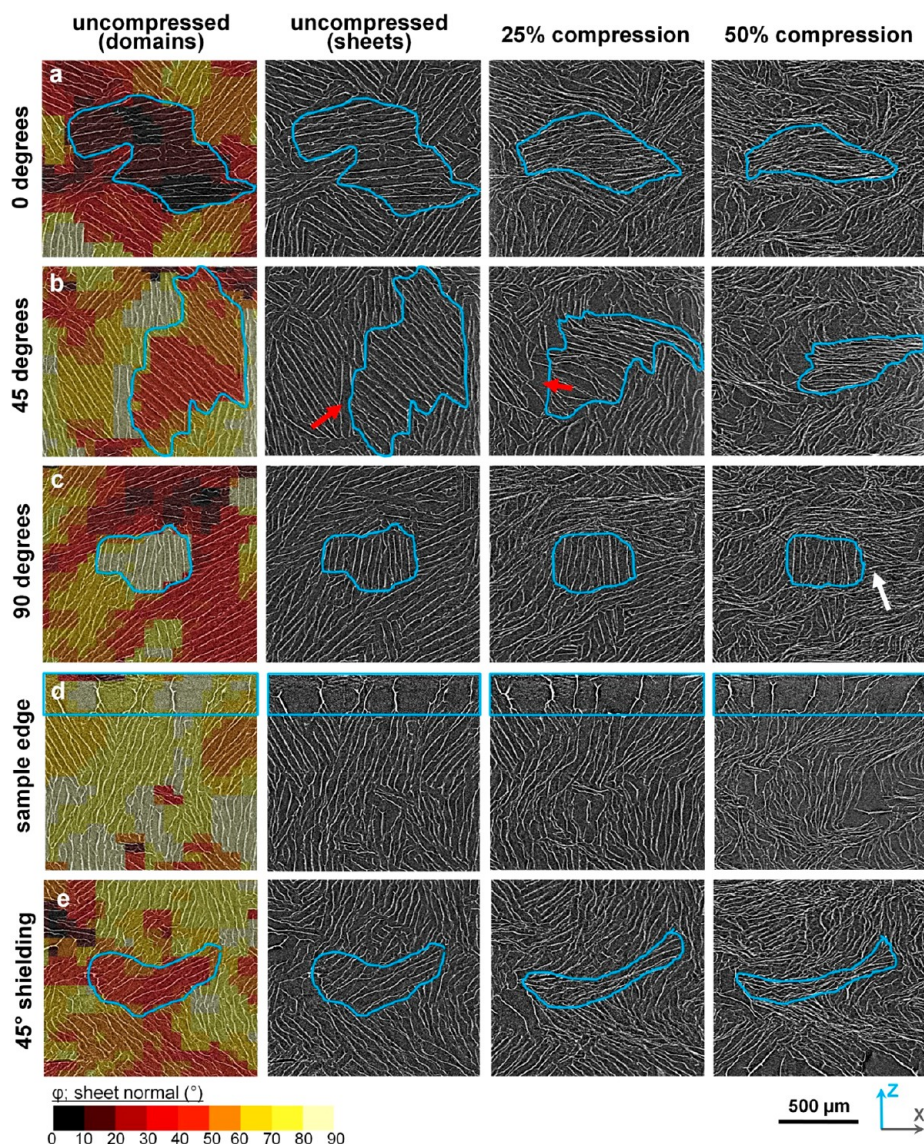 uncompressed
(domains)
uncompressed
(sheets)
25% compression
50% compression
a
0 degrees
b
45 degrees
c
90 degrees
d
sample edge
e
45° shielding
φ; sheet normal (°)
0 10 20 30 40 50 60 70 80 90
500 µm
Z
X